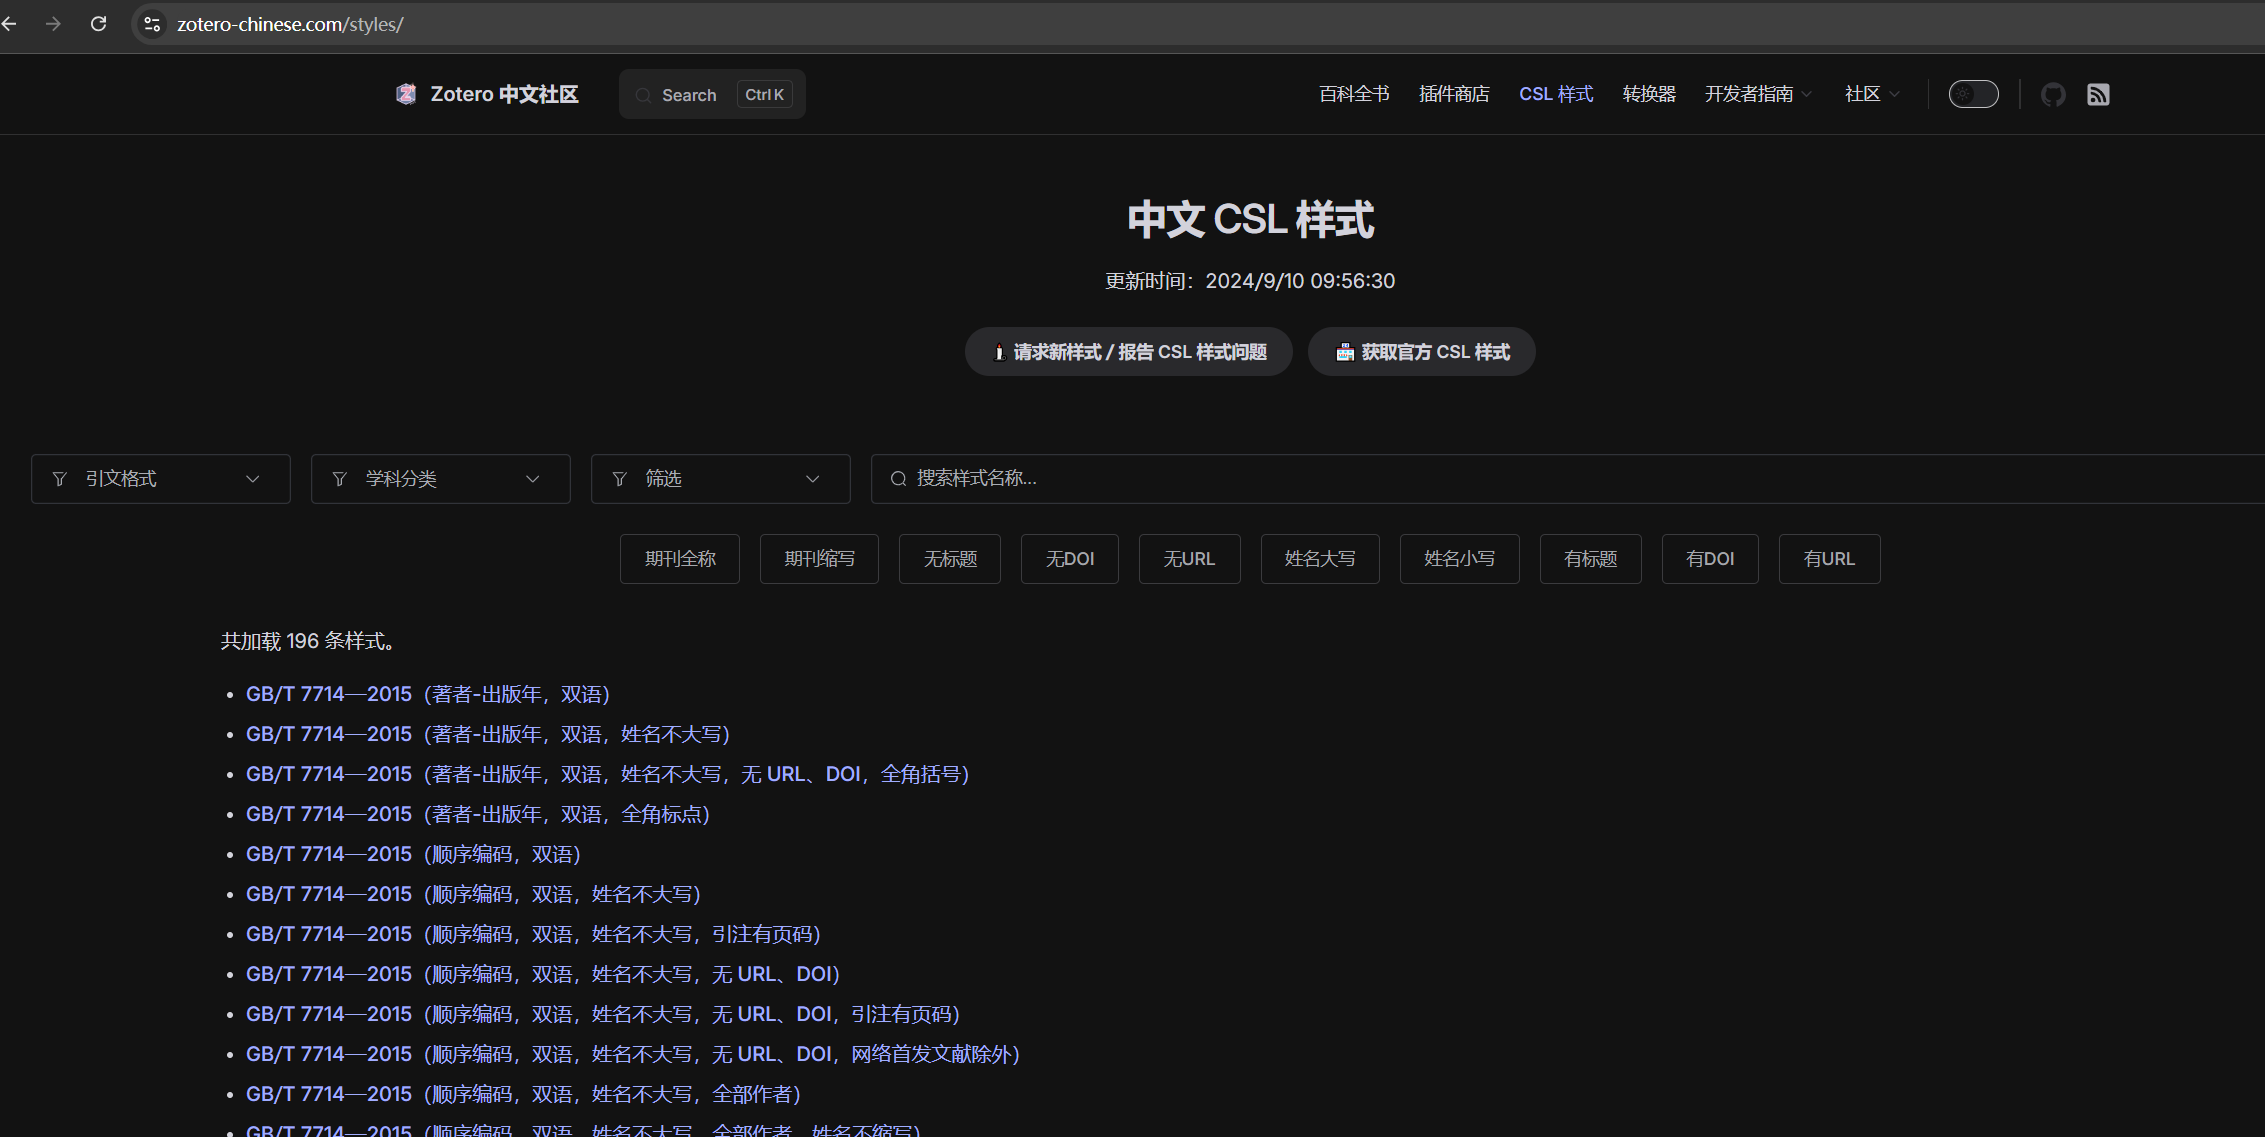 zotero-chinese.com/styles/
Zotero 中文社区 Search Ctrl K 百科全书 插件商店 CSL 样式 转换器 开发者指南 社区
中文 CSL 样式
更新时间：2024/9/10 09:56:30
请求新样式 / 报告 CSL 样式问题 获取官方 CSL 样式
引文格式 学科分类 筛选 搜索样式名称...
期刊全称 期刊缩写 无标题 无DOI 无URL 姓名大写 姓名小写 有标题 有DOI 有URL
共加载 196 条样式。
• GB/T 7714—2015（著者-出版年，双语）
• GB/T 7714—2015（著者-出版年，双语，姓名不大写）
• GB/T 7714—2015（著者-出版年，双语，姓名不大写，无 URL、DOI，全角括号）
• GB/T 7714—2015（著者-出版年，双语，全角标点）
• GB/T 7714—2015（顺序编码，双语）
• GB/T 7714—2015（顺序编码，双语，姓名不大写）
• GB/T 7714—2015（顺序编码，双语，姓名不大写，引注有页码）
• GB/T 7714—2015（顺序编码，双语，姓名不大写，无 URL、DOI）
• GB/T 7714—2015（顺序编码，双语，姓名不大写，无 URL、DOI，引注有页码）
• GB/T 7714—2015（顺序编码，双语，姓名不大写，无 URL、DOI，网络首发文献除外）
• GB/T 7714—2015（顺序编码，双语，姓名不大写，全部作者）
• GB/T 7714—2015（顺序编码，双语，姓名不大写，全部作者，姓名不缩写）